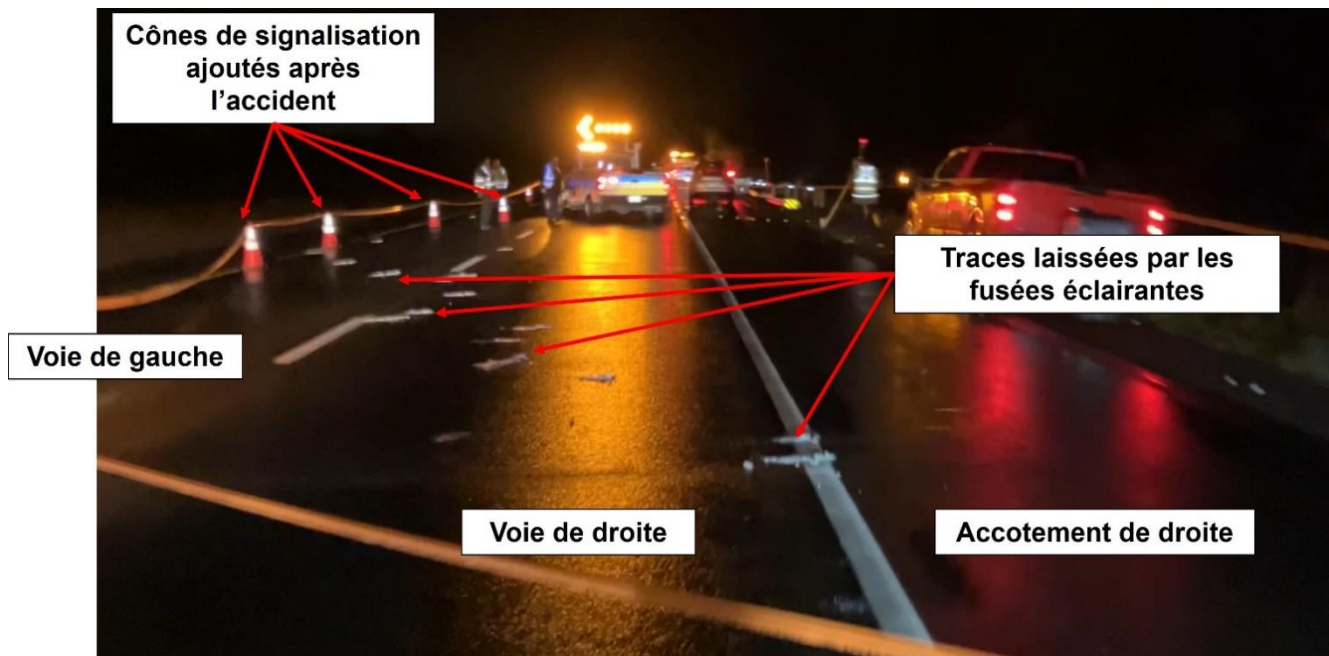 Cônes de signalisation
ajoutés après
l’accident
Traces laissées par les
fusées éclairantes
Voie de gauche
Voie de droite
Accotement de droite